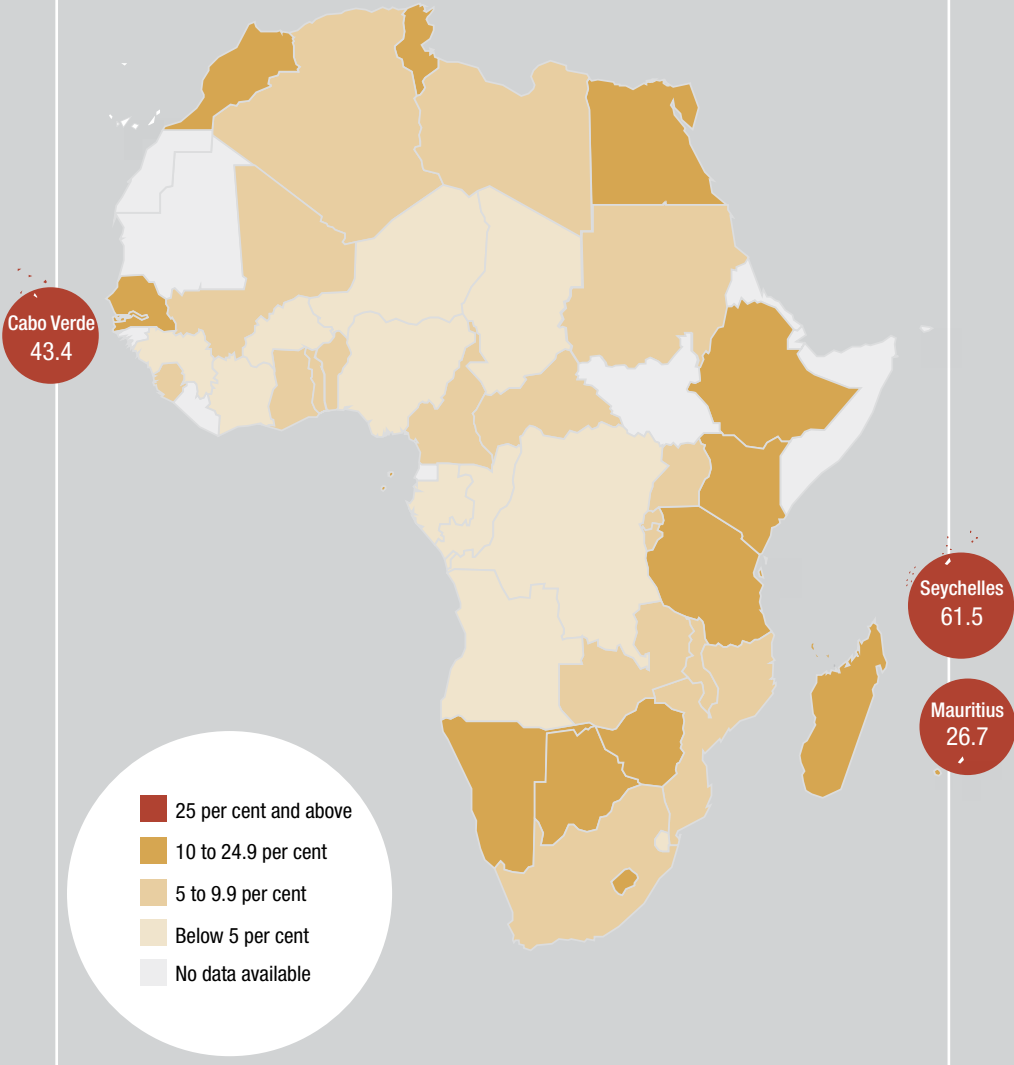 Cabo Verde
43.4
Seychelles
61.5
Mauritius
26.7
25 per cent and above
10 to 24.9 per cent
5 to 9.9 per cent
Below 5 per cent
No data available